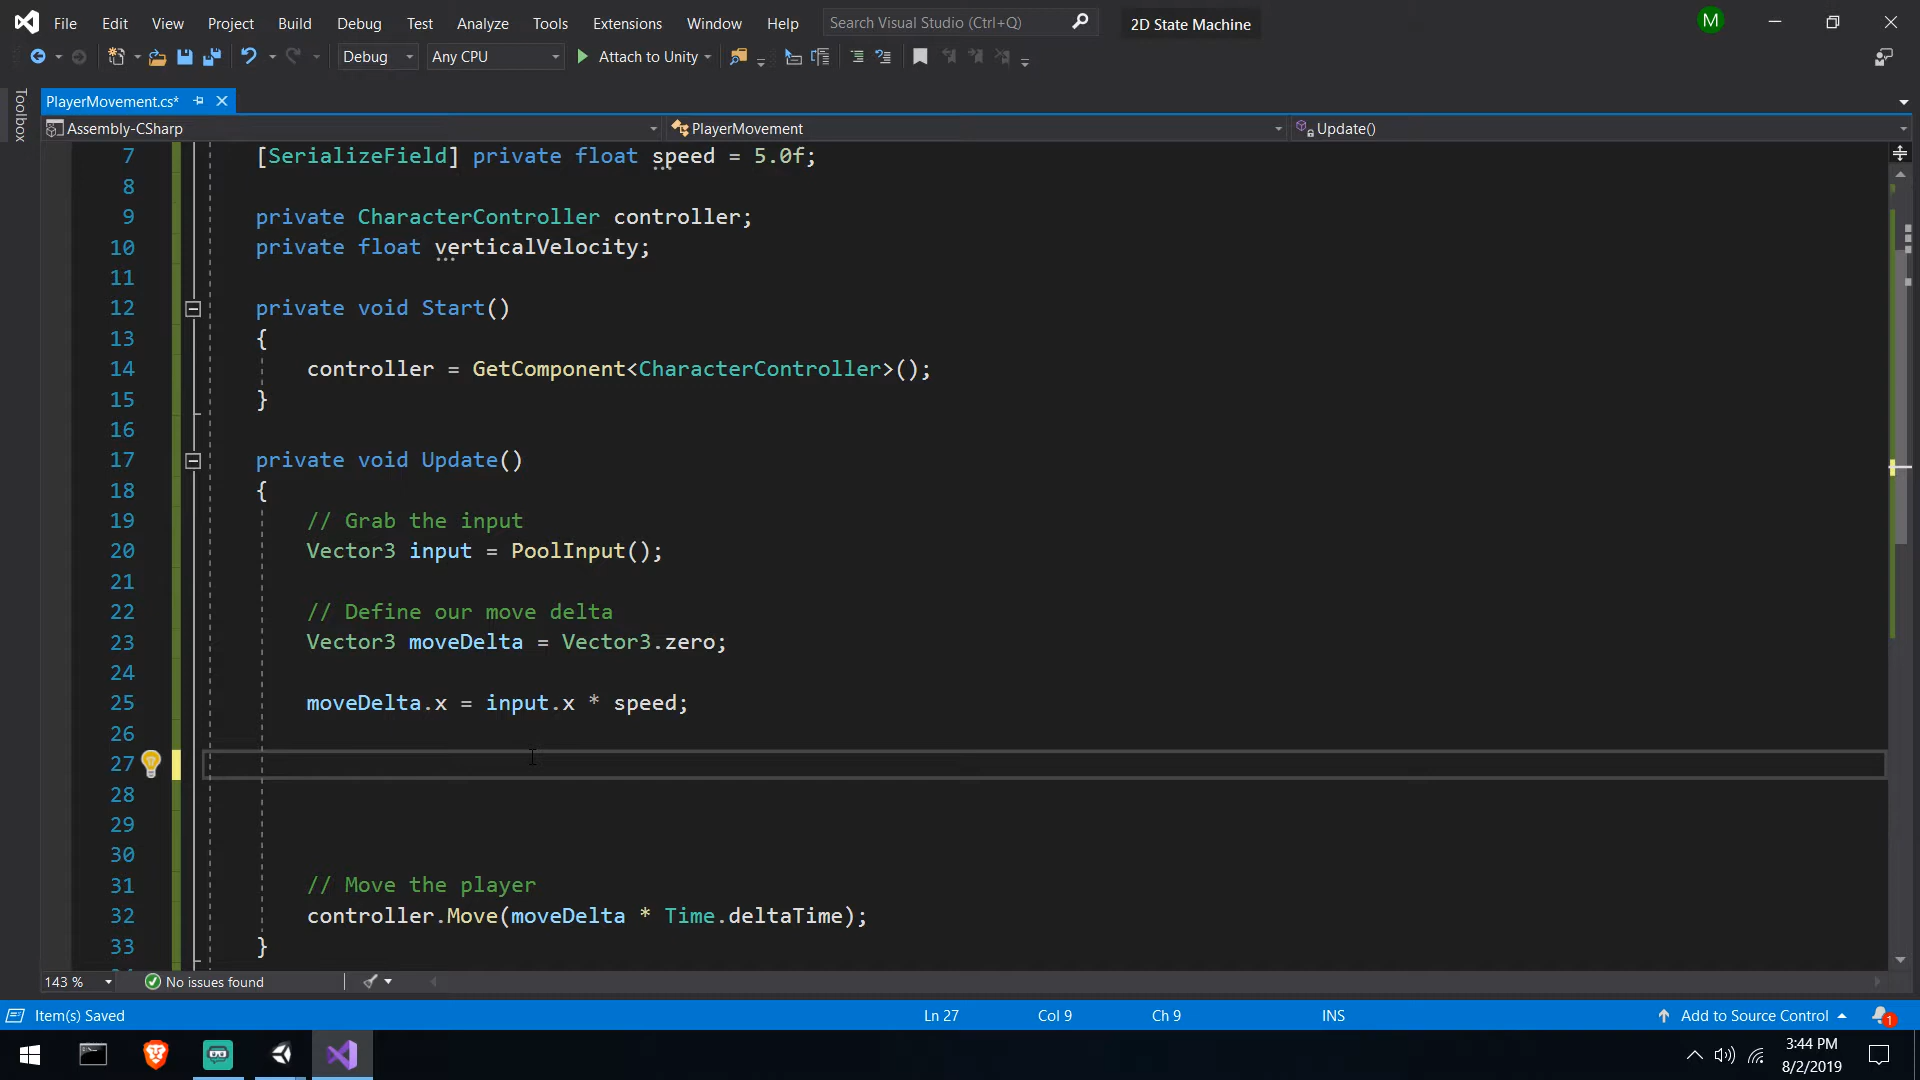 File Edit View Project Build Debug Test Analyze Tools Extensions Window Help Search Visual Studio (Ctrl+Q) 2D State Machine M
Debug Any CPU Attach to Unity
Toolbox
PlayerMovement.cs*
Assembly-CSharp PlayerMovement Update()
7 [SerializeField] private float speed = 5.0f;
8
9 private CharacterController controller;
10 private float verticalVelocity;
11
12 private void Start()
13 {
14 controller = GetComponent<CharacterController>();
15 }
16
17 private void Update()
18 {
19 // Grab the input
20 Vector3 input = PoolInput();
21
22 // Define our move delta
23 Vector3 moveDelta = Vector3.zero;
24
25 moveDelta.x = input.x * speed;
26
27
28
29
30
31 // Move the player
32 controller.Move(moveDelta * Time.deltaTime);
33 }
143 % No issues found
Item(s) Saved Ln 27 Col 9 Ch 9 INS Add to Source Control 1
3:44 PM
8/2/2019